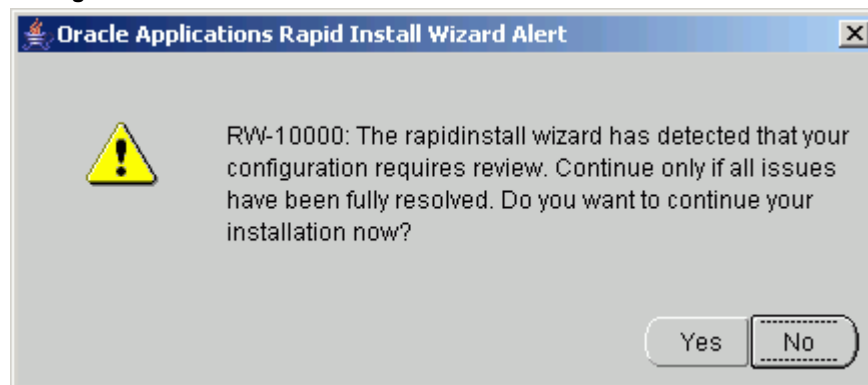 Oracle Applications Rapid Install Wizard Alert
RW-10000: The rapidinstall wizard has detected that your
configuration requires review. Continue only if all issues
have been fully resolved. Do you want to continue your
installation now?
Yes No